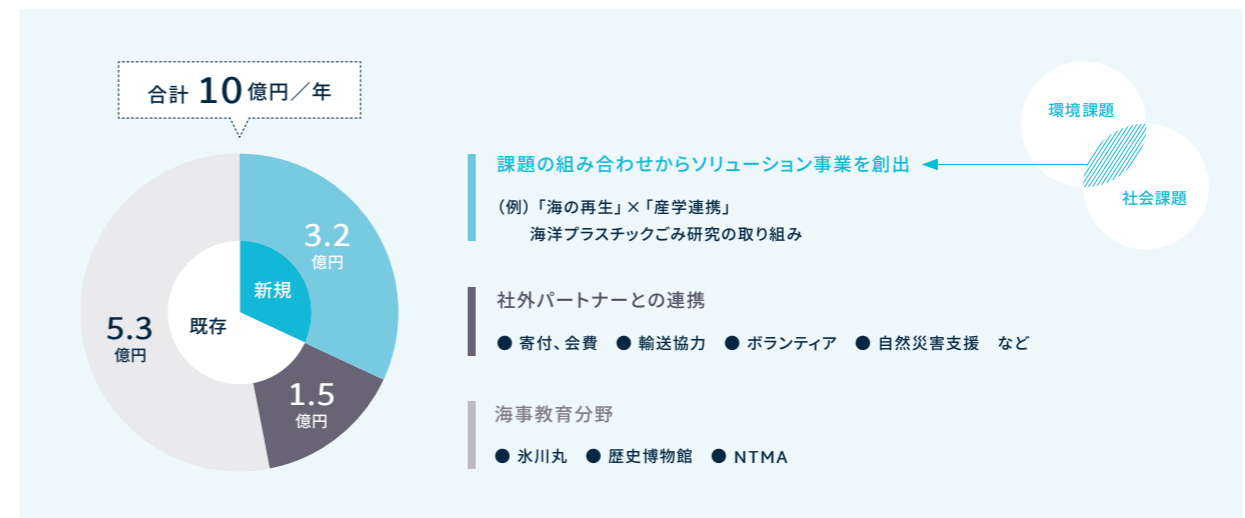 合計 10億円／年
3.2
億円
新規
既存
5.3
億円
1.5
億円
環境課題
社会課題
課題の組み合わせからソリューション事業を創出
（例）「海の再生」×「産学連携」
海洋プラスチックごみ研究の取り組み
社外パートナーとの連携
● 寄付、会費 ● 輸送協力 ● ボランティア ● 自然災害支援 など
海事教育分野
● 氷川丸 ● 歴史博物館 ● NTMA